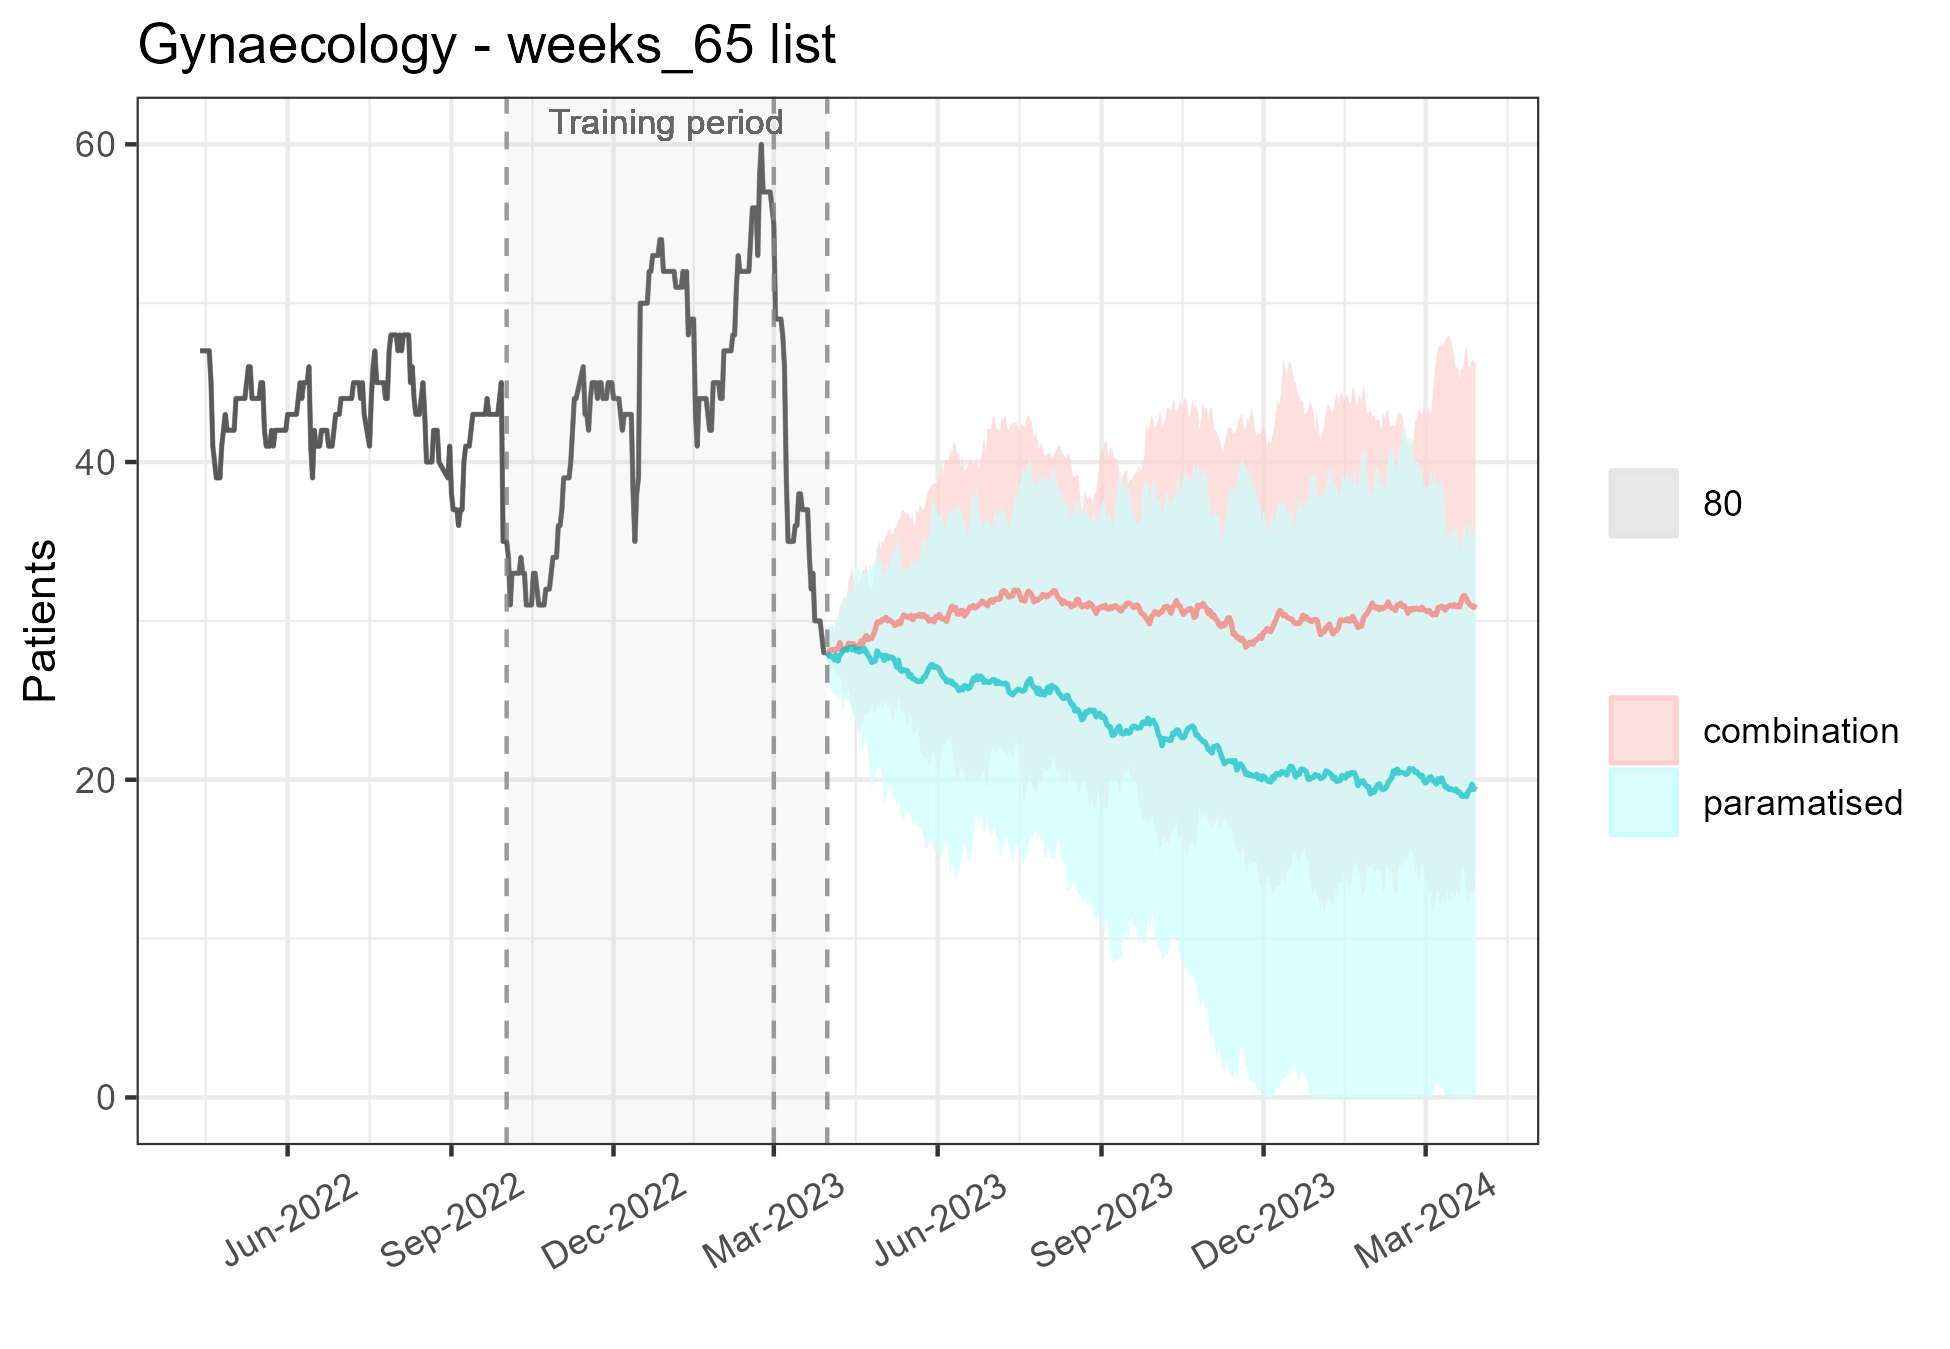 Gynaecology - weeks_65 list
Training period
60
40
20
0
Patients
Jun-2022
Sep-2022
Dec-2022
Mar-2023
Jun-2023
Sep-2023
Dec-2023
Mar-2024
80
combination
paramatised